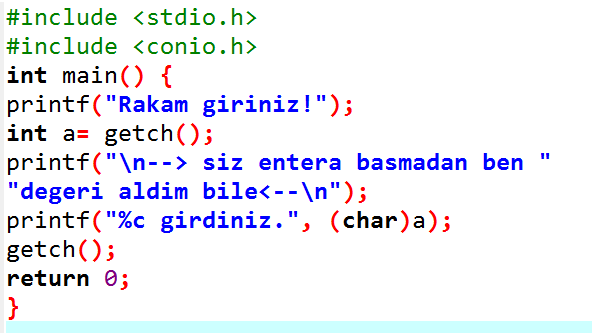 #include <stdio.h>
#include <conio.h>
int main() {
printf("Rakam giriniz!");
int a= getch();
printf("\n--> siz entera basmadan ben "
"degeri aldim bile<--\n");
printf("%c girdiniz.", (char)a);
getch();
return 0;
}